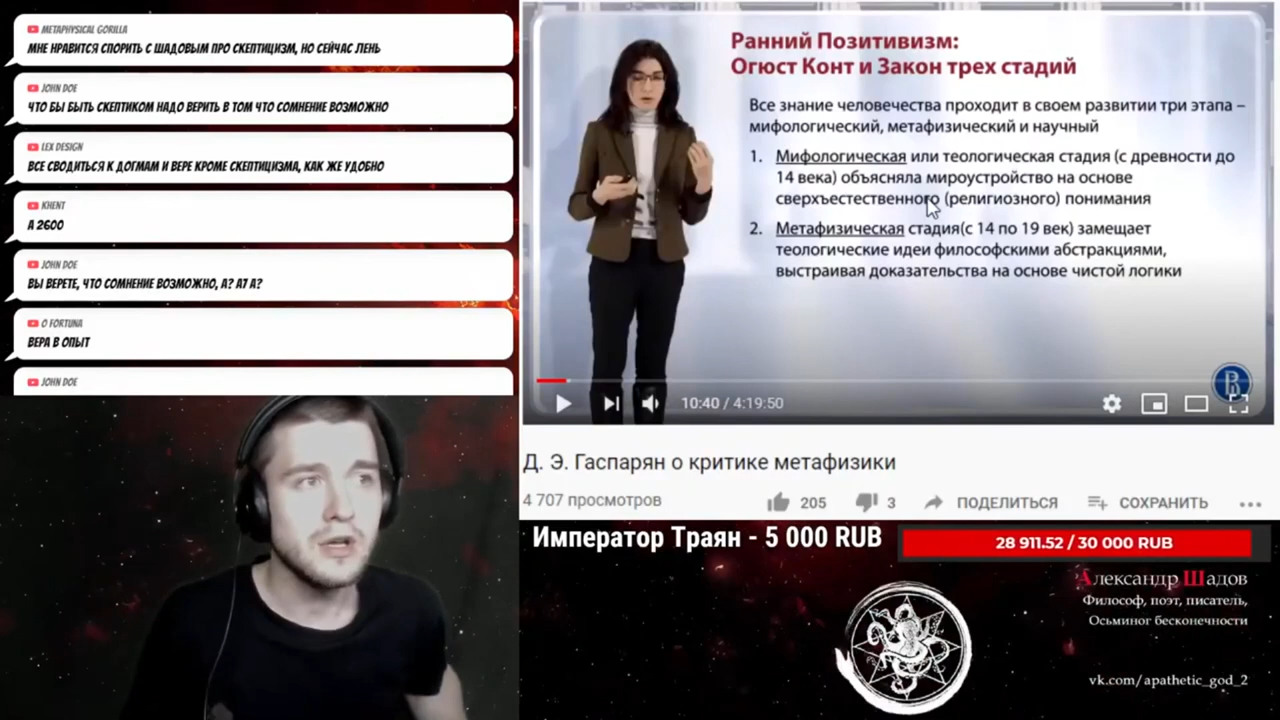 METAPHYSICAL GORILLA
МНЕ НРАВИТСЯ СПОРИТЬ С ШАДОВЫМ ПРО СКЕПТИЦИЗМ, НО СЕЙЧАС ЛЕНЬ
JOHN DOE
ЧТО БЫ БЫТЬ СКЕПТИКОМ НАДО ВЕРИТЬ В ТОМ ЧТО СОМНЕНИЕ ВОЗМОЖНО
LEX DESIGN
ВСЕ СВОДИТЬСЯ К ДОГМАМ И ВЕРЕ КРОМЕ СКЕПТИЦИЗМА, КАК ЖЕ УДОБНО
KHENT
А 2600
JOHN DOE
ВЫ ВЕРЕТЕ, ЧТО СОМНЕНИЕ ВОЗМОЖНО, А? АТ А?
O FORTUNA
ВЕРА В ОПЫТ
JOHN DOE
Ранний Позитивизм:
Огюст Конт и Закон трех стадий
Все знание человечества проходит в своем развитии три этапа –
мифологический, метафизический и научный
1. Мифологическая или теологическая стадия (с древности до
14 века) объясняла мироустройство на основе
сверхъестественного (религиозного) понимания
2. Метафизическая стадия(с 14 по 19 век) замещает
теологические идеи философскими абстракциями,
выстраивая доказательства на основе чистой логики
10:40 / 4:19:50
Д. Э. Гаспарян о критике метафизики
4 707 просмотров
205
3
ПОДЕЛИТЬСЯ
СОХРАНИТЬ
Император Траян - 5 000 RUB
28 911.52 / 30 000 RUB
Александр Шадов
Философ, поэт, писатель,
Осьминог бесконечности
vk.com/apathetic_god_2